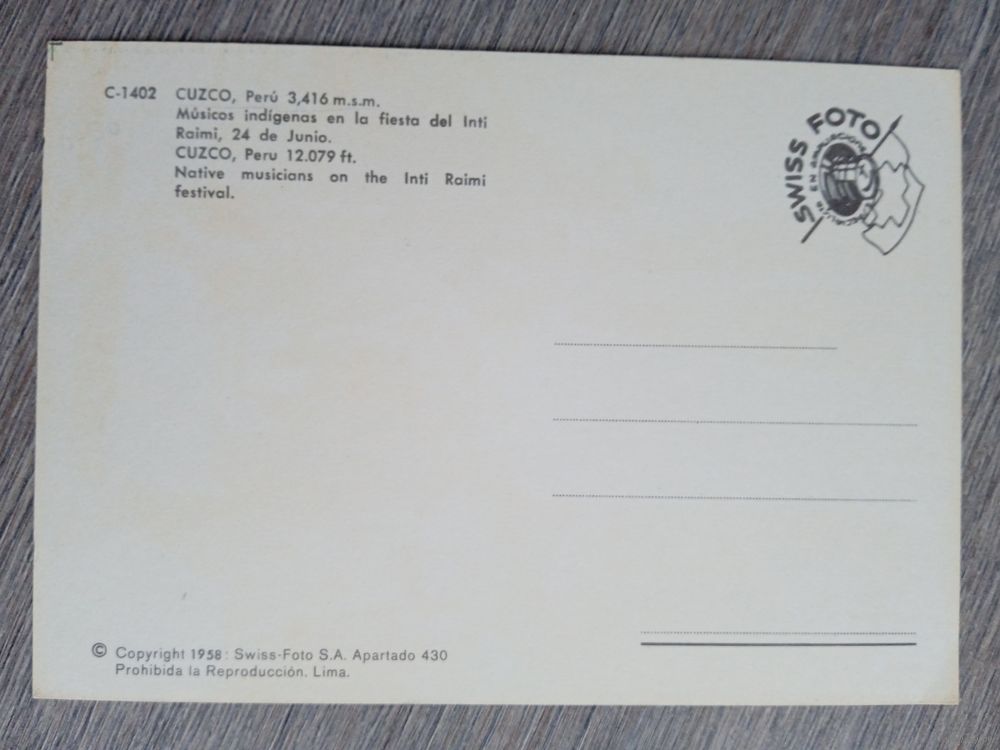 C-1402 CUZCO, Perú 3,416 m.s.m.
Músicos indígenas en la fiesta del Inti
Raimi, 24 de Junio.
CUZCO, Peru 12.079 ft.
Native musicians on the Inti Raimi
festival.
SWISS FOTO
EN
© Copyright 1958: Swiss-Foto S.A. Apartado 430
Prohibida la Reproducción. Lima.